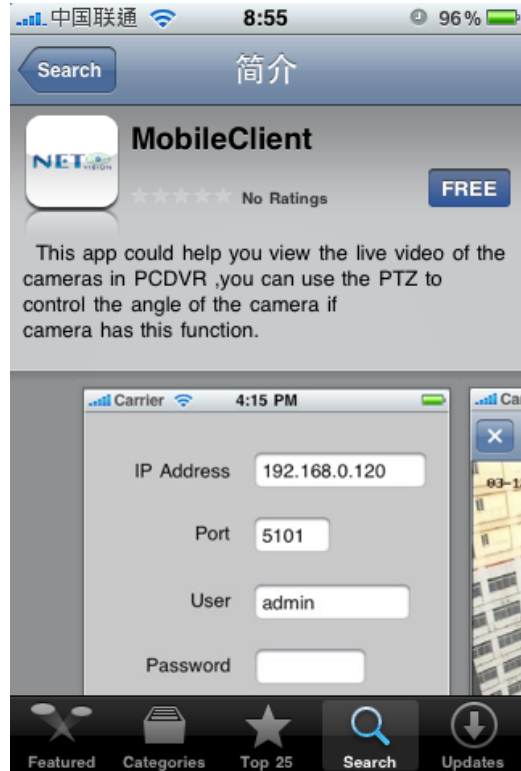 中国联通 8:55 96%
Search 简介
NET VISION
MobileClient
No Ratings FREE
This app could help you view the live video of the
cameras in PCDVR ,you can use the PTZ to
control the angle of the camera if
camera has this function.
Carrier 4:15 PM
IP Address 192.168.0.120
Port 5101
User admin
Password
Featured Categories Top 25 Search Updates